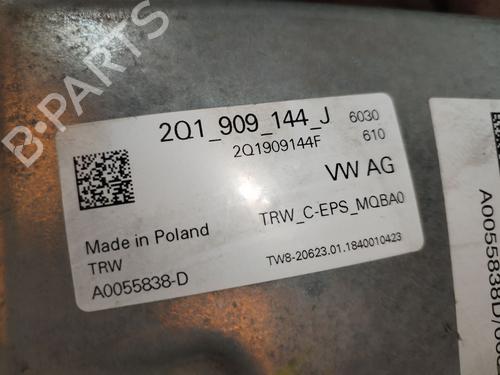 2Q1_909_144_J 6030
2Q1909144F 610
VW AG
TRW_C-EPS_MQBA0
Made in Poland
TRW
TW8-20623.01.1840010423
A0055838-D
A0055838D/
B-PARTS